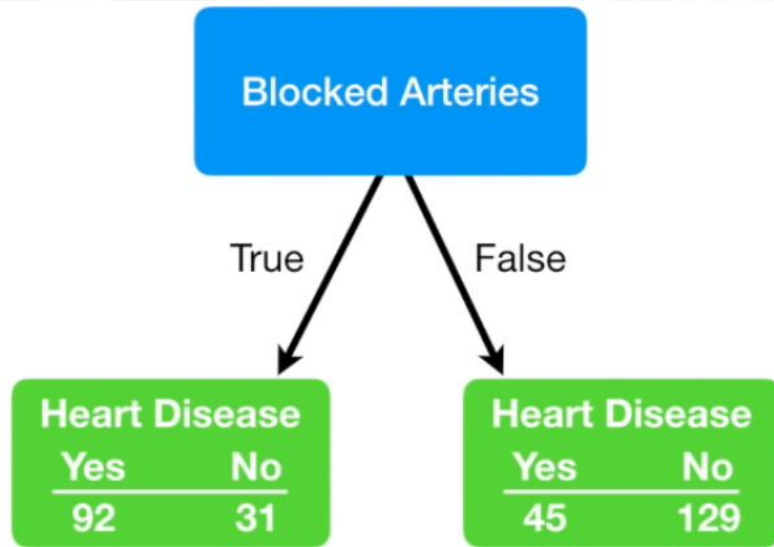 Blocked Arteries
True
False
Heart Disease
Yes No
92 31
Heart Disease
Yes No
45 129